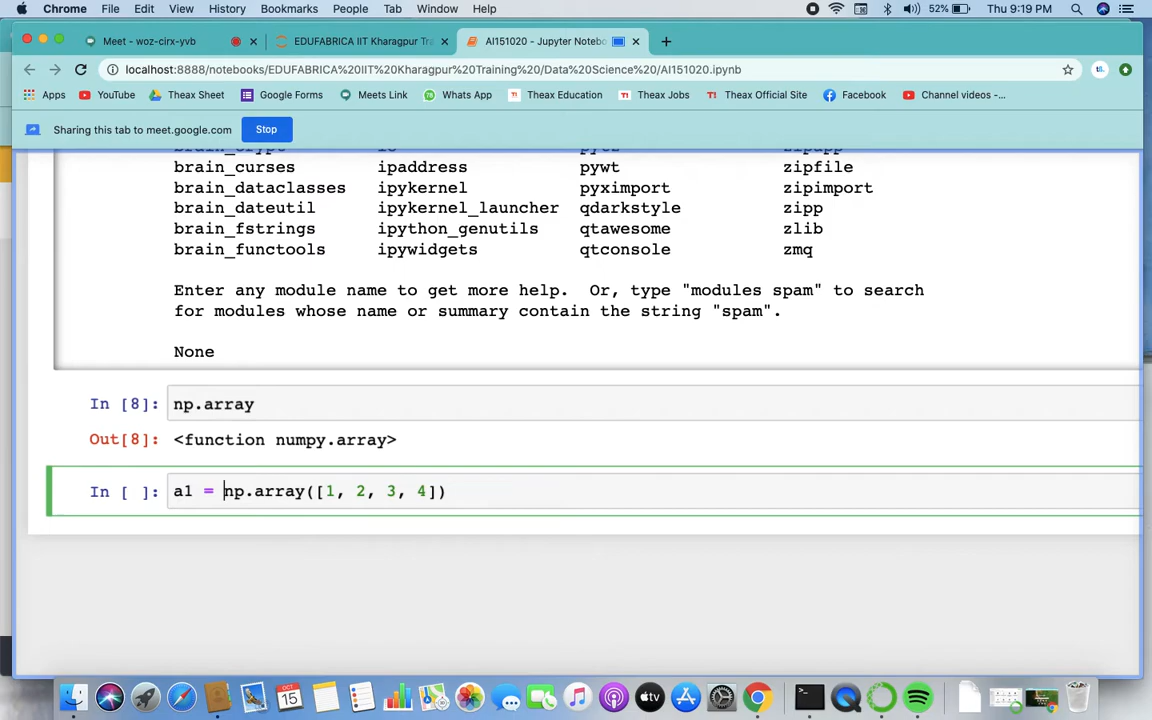 Chrome File Edit View History Bookmarks People Tab Window Help 52% Thu 9:19 PM
Meet - woz-cirx-yvb EDUFABRICA IIT Kharagpur Tra AI151020 - Jupyter Notebo
localhost:8888/notebooks/EDUFABRICA%20IIT%20Kharagpur%20Training%20/Data%20Science%20/AI151020.ipynb
Apps YouTube Theax Sheet Google Forms Meets Link Whats App Theax Education Theax Jobs Theax Official Site Facebook Channel videos -...
Sharing this tab to meet.google.com Stop
brain_curses ipaddress pywt zipfile
brain_dataclasses ipykernel pyximport zipimport
brain_dateutil ipykernel_launcher qdarkstyle zipp
brain_fstrings ipython_genutils qtawesome zlib
brain_functools ipywidgets qtconsole zmq
Enter any module name to get more help. Or, type "modules spam" to search
for modules whose name or summary contain the string "spam".
None
In [8]: np.array
Out[8]: <function numpy.array>
In [ ]: a1 = np.array([1, 2, 3, 4])